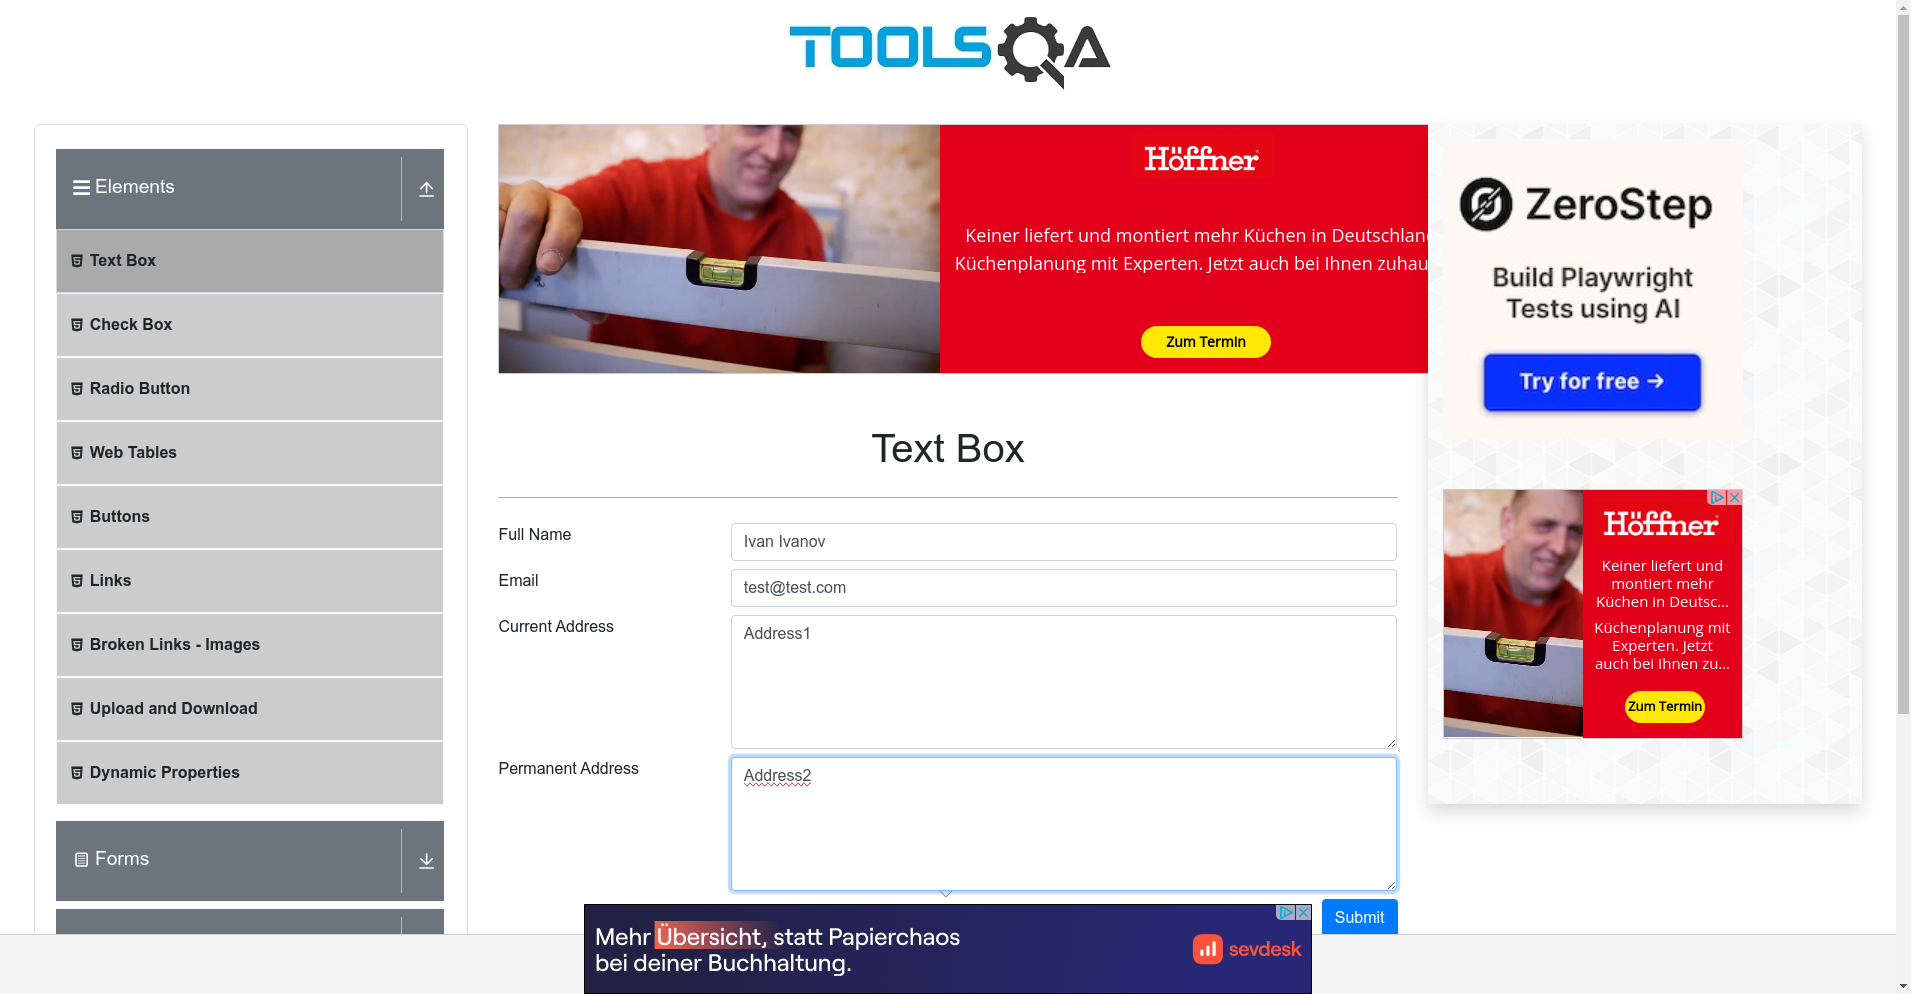 TOOLSQA
Elements
Text Box
Check Box
Radio Button
Web Tables
Buttons
Links
Broken Links - Images
Upload and Download
Dynamic Properties
Forms
Höffner
Keiner liefert und montiert mehr Küchen in Deutschland
Küchenplanung mit Experten. Jetzt auch bei Ihnen zuhau
Zum Termin
Text Box
Full Name
Ivan Ivanov
Email
test@test.com
Current Address
Address1
Permanent Address
Address2
Submit
ZeroStep
Build Playwright
Tests using AI
Try for free →
Höffner
Keiner liefert und
montiert mehr
Küchen in Deutsc...
Küchenplanung mit
Experten. Jetzt
auch bei Ihnen zu...
Zum Termin
Mehr Übersicht, statt Papierchaos
bei deiner Buchhaltung.
sevdesk